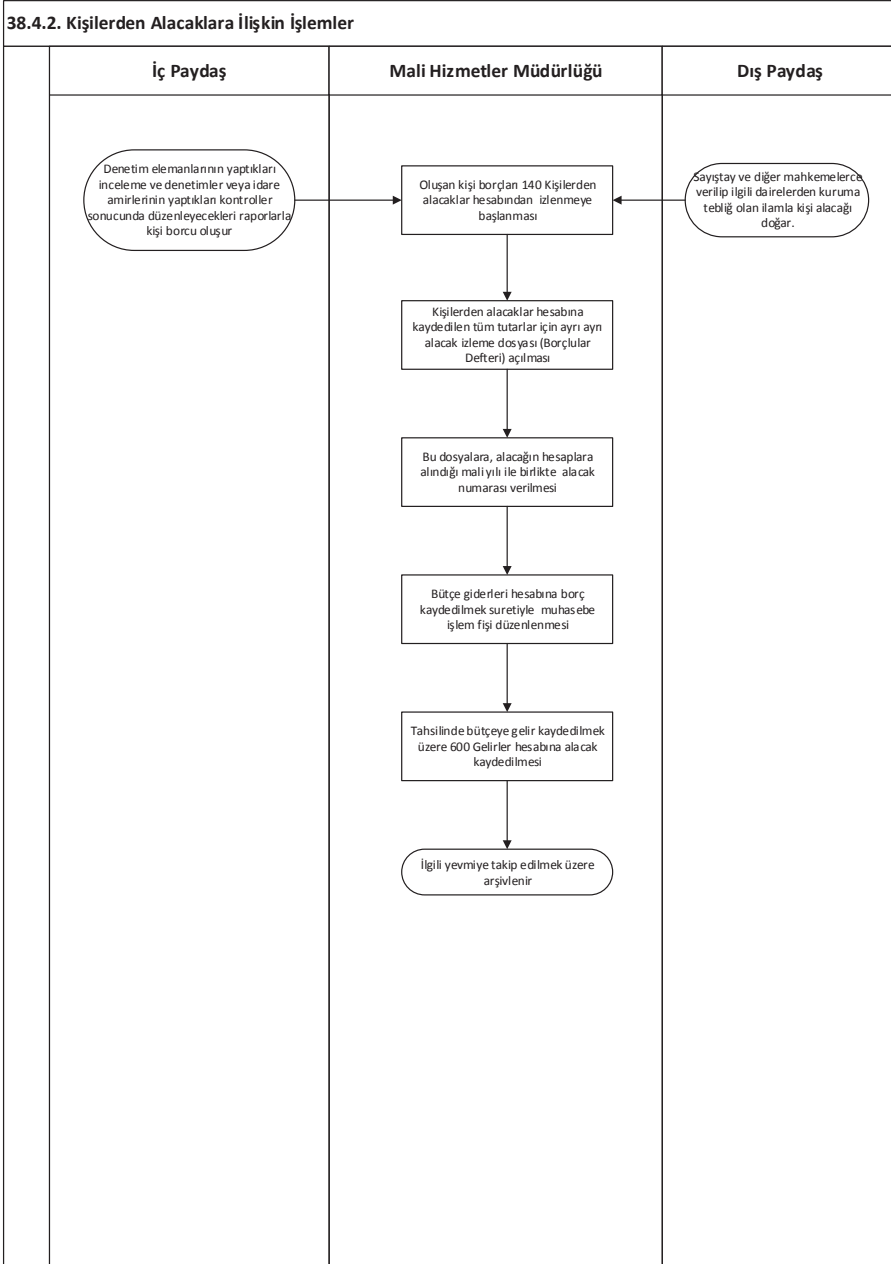 38.4.2. Kişilerden Alacaklara İlişkin İşlemler
İç Paydaş
Mali Hizmetler Müdürlüğü
Dış Paydaş
Denetim elemanlarının yaptıkları
inceleme ve denetimler veya idare
amirlerinin yaptıkları kontroller
sonucunda düzenleyecekleri raporlarla
kişi borcu oluşur
Oluşan kişi borçları 140 Kişilerden
alacaklar hesabından izlenmeye
başlanması
Sayıştay ve diğer mahkemelerce
verilip ilgili dairelerden kuruma
tebliğ olan ilamla kişi alacağı
doğar.
Kişilerden alacaklar hesabına
kaydedilen tüm tutarlar için ayrı ayrı
alacak izleme dosyası (Borçlular
Defteri) açılması
Bu dosyalara, alacağın hesaplara
alındığı mali yılı ile birlikte alacak
numarası verilmesi
Bütçe giderleri hesabına borç
kaydedilmek suretiyle muhasebe
işlem fişi düzenlenmesi
Tahsilinde bütçeye gelir kaydedilmek
üzere 600 Gelirler hesabına alacak
kaydedilmesi
İlgili yevmiye takip edilmek üzere
arşivlenir